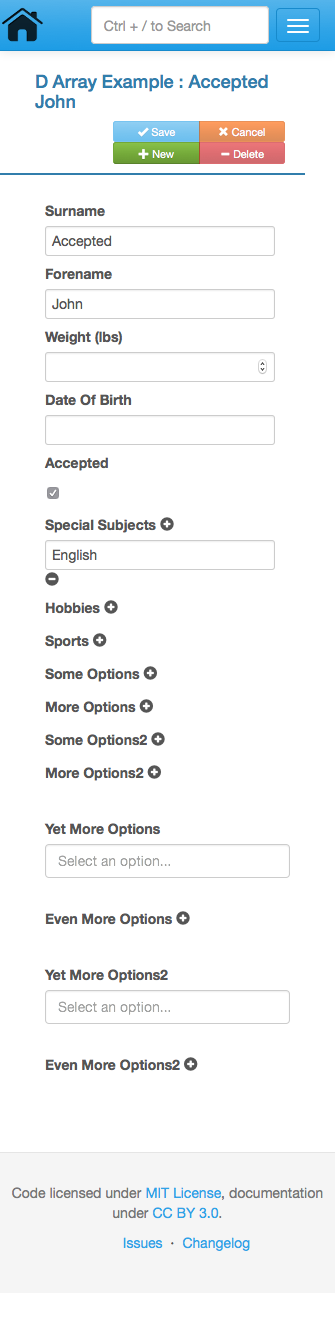 Ctrl + / to Search
D Array Example : Accepted
John
Save Cancel
New Delete
Surname
Accepted
Forename
John
Weight (lbs)
Date Of Birth
Accepted
Special Subjects
English
Hobbies
Sports
Some Options
More Options
Some Options2
More Options2
Yet More Options
Select an option...
Even More Options
Yet More Options2
Select an option...
Even More Options2
Code licensed under MIT License, documentation
under CC BY 3.0.
Issues · Changelog